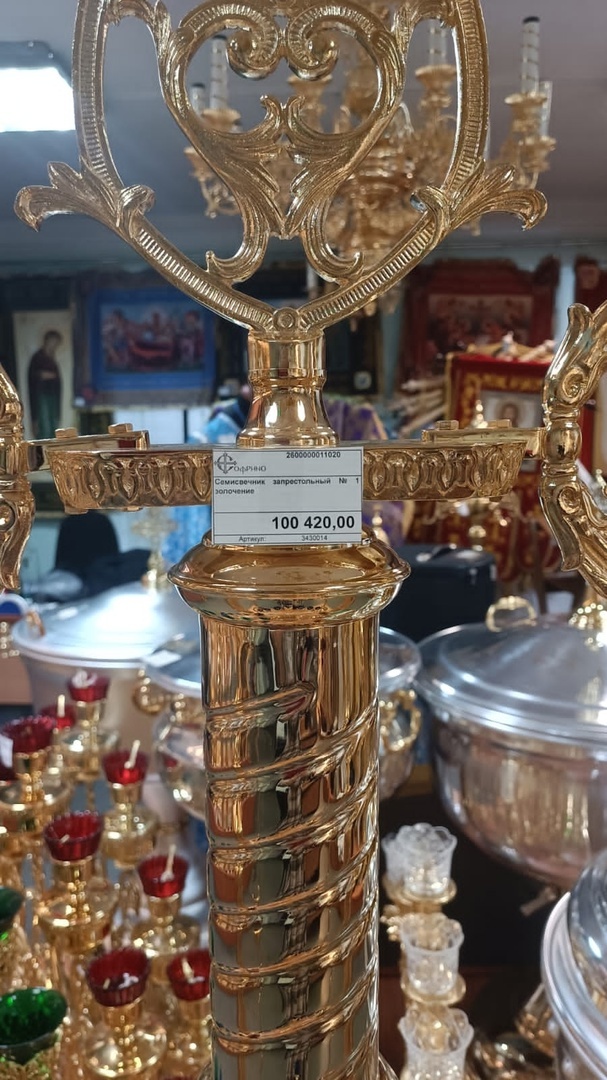 2600000011020
Софрино
Семисвечник запрестольный № 1
золочение
100 420,00
Артикул: 3430014